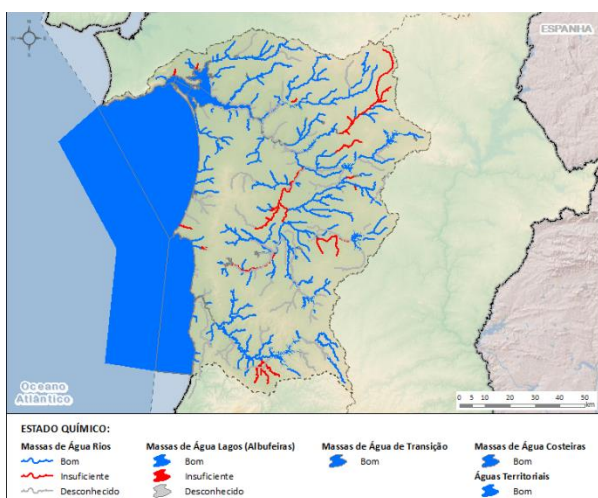 ESPANHA
Oceano
Atlântico
0 5 10 20 30 40 50
km
ESTADO QUÍMICO:
Massas de Água Rios
Bom
Insuficiente
Desconhecido
Massas de Água Lagos (Albufeiras)
Bom
Insuficiente
Desconhecido
Massas de Água de Transição
Bom
Massas de Água Costeiras
Bom
Águas Territoriais
Bom